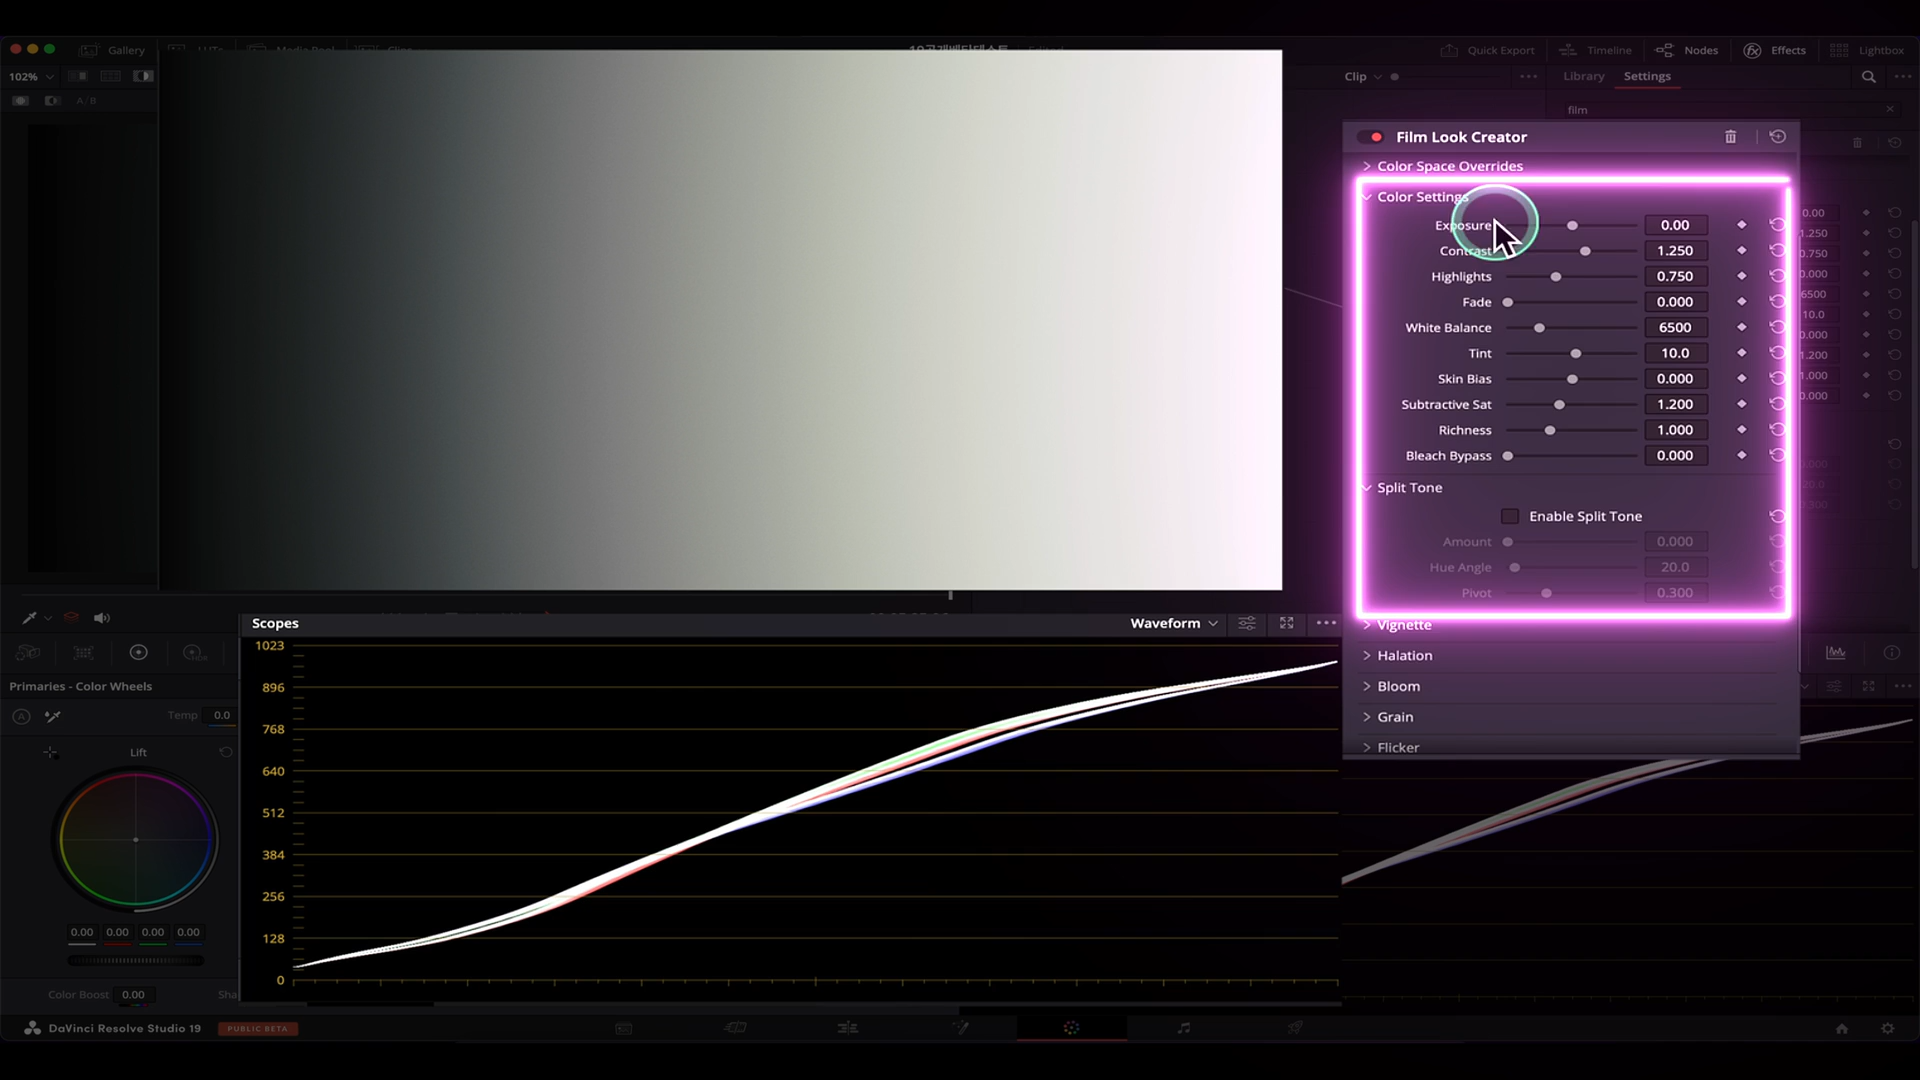 Gallery
Quick Export
Timeline
Nodes
Effects
Lightbox
102%
Clip
Library
Settings
A/B
film
Film Look Creator
Color Space Overrides
Color Settings
Exposure 0.00
Contrast 1.250
Highlights 0.750
Fade 0.000
White Balance 6500
Tint 10.0
Skin Bias 0.000
Subtractive Sat 1.200
Richness 1.000
Bleach Bypass 0.000
Split Tone
Enable Split Tone
Amount 0.000
Hue Angle 20.0
Pivot 0.300
Vignette
Halation
Bloom
Grain
Flicker
Scopes
Waveform
1023
896
768
640
512
384
256
128
0
Primaries - Color Wheels
Temp 0.0
Lift
0.00 0.00 0.00 0.00
Color Boost 0.00
Sha
DaVinci Resolve Studio 19
PUBLIC BETA